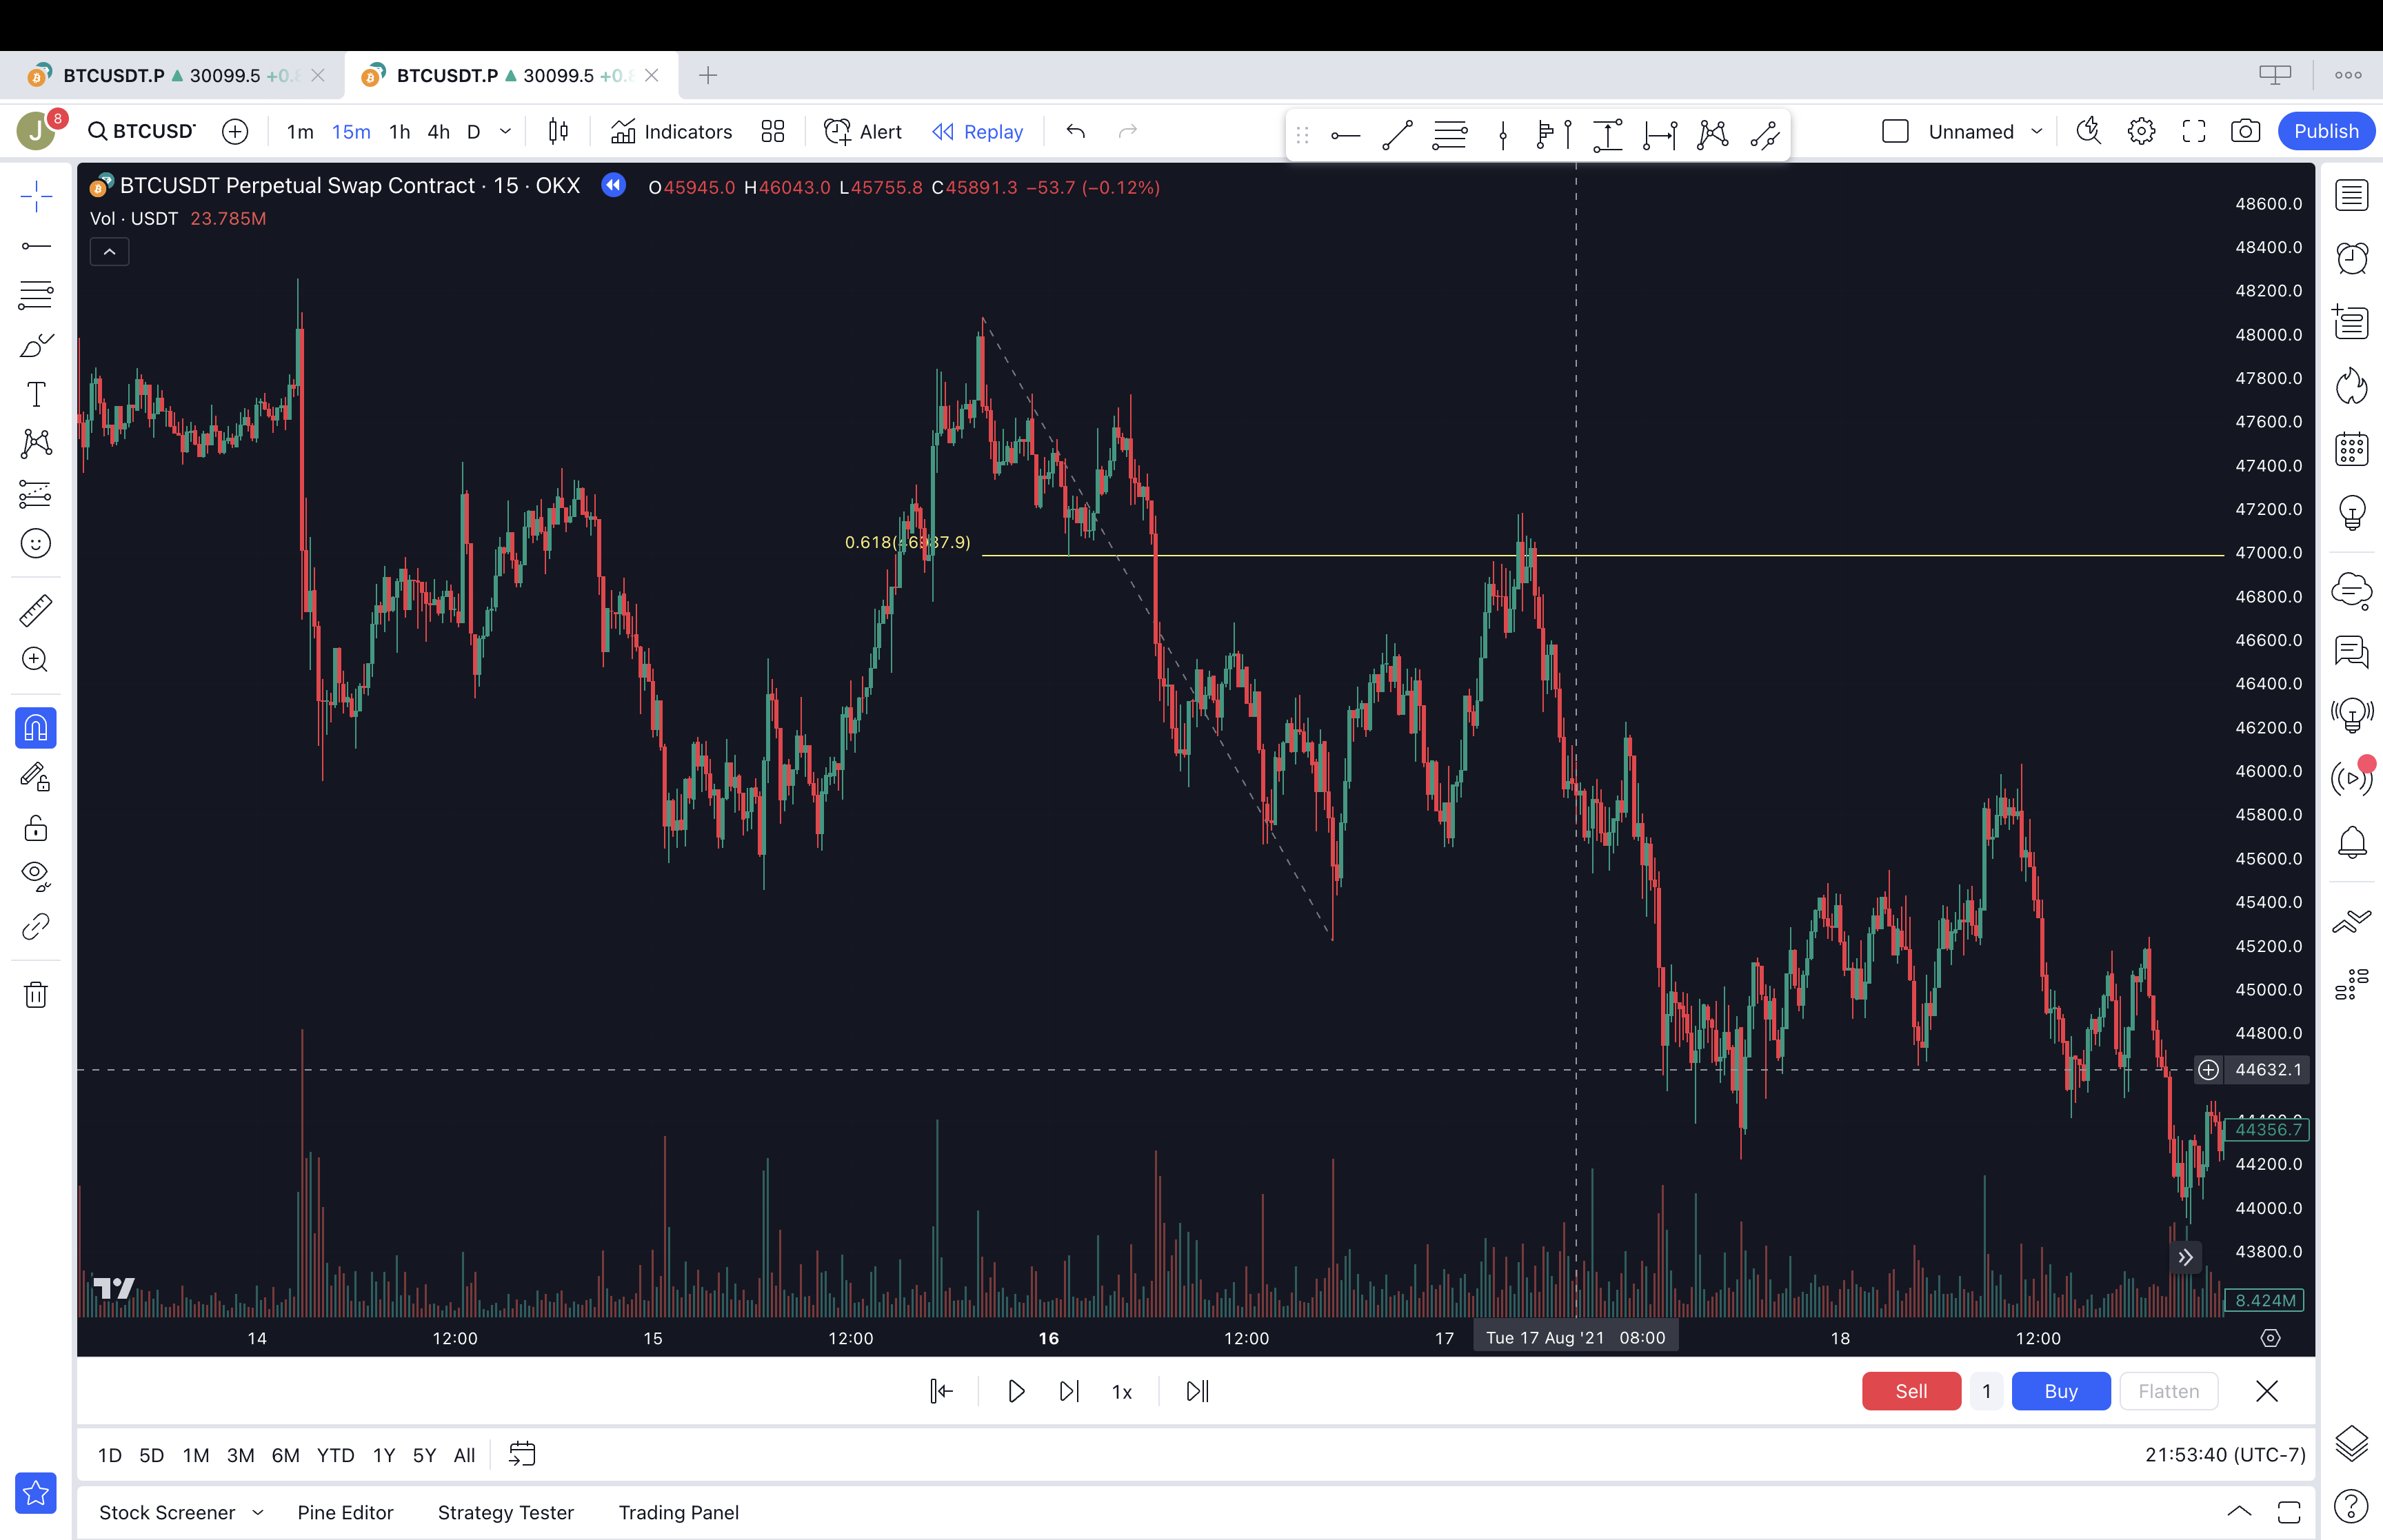 BTCUSDT.P ▲ 30099.5 +0.8
BTCUSDT.P ▲ 30099.5 +0.8
J 8 BTCUSDT 1m 15m 1h 4h D Indicators Alert Replay Unnamed Publish
BTCUSDT Perpetual Swap Contract · 15 · OKX O45945.0 H46043.0 L45755.8 C45891.3 −53.7 (−0.12%)
Vol · USDT 23.785M
48600.0
48400.0
48200.0
48000.0
47800.0
47600.0
47400.0
47200.0
0.618(46987.9)
47000.0
46800.0
46600.0
46400.0
46200.0
46000.0
45800.0
45600.0
45400.0
45200.0
45000.0
44800.0
44632.1
44356.7
44200.0
44000.0
43800.0
8.424M
14 12:00 15 12:00 16 12:00 17 Tue 17 Aug '21 08:00 18 12:00
1x Sell 1 Buy Flatten
1D 5D 1M 3M 6M YTD 1Y 5Y All 21:53:40 (UTC-7)
Stock Screener Pine Editor Strategy Tester Trading Panel